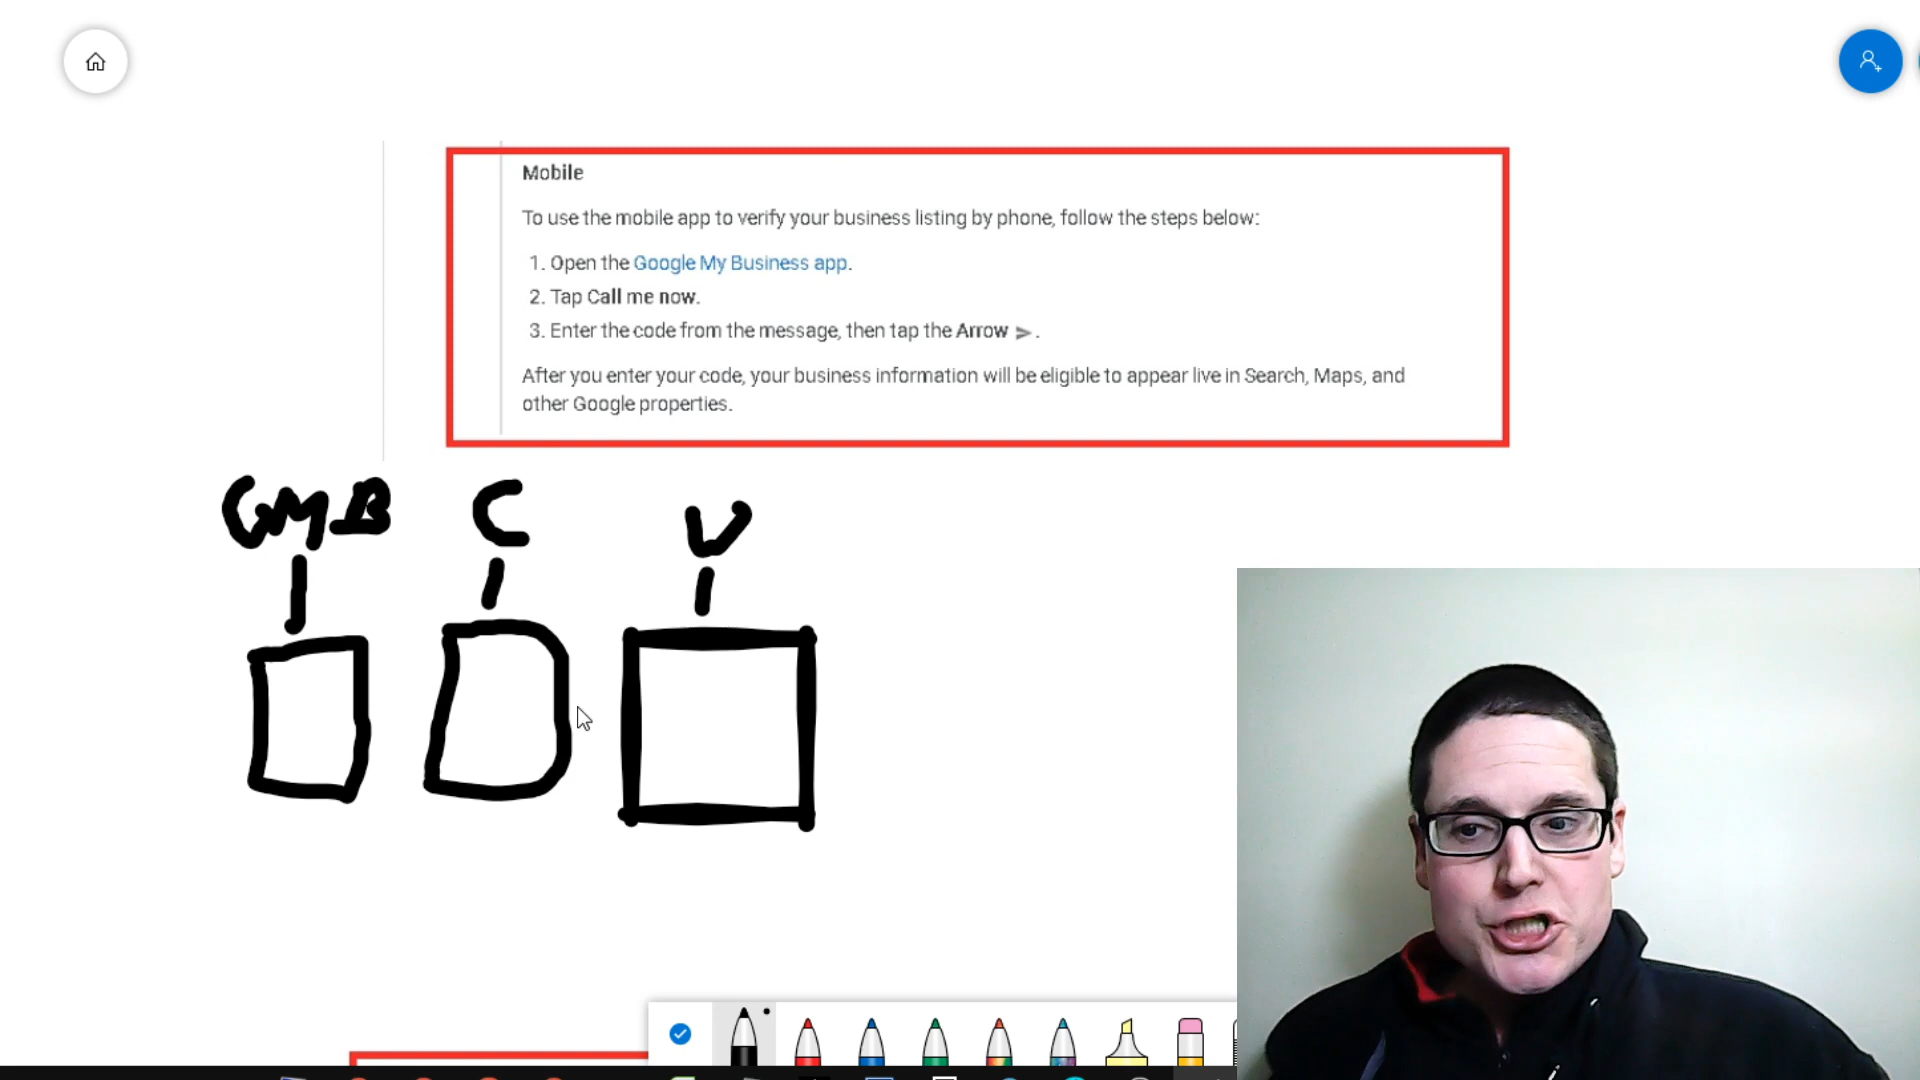 Mobile
To use the mobile app to verify your business listing by phone, follow the steps below:
1. Open the Google My Business app.
2. Tap Call me now.
3. Enter the code from the message, then tap the Arrow ➤.
After you enter your code, your business information will be eligible to appear live in Search, Maps, and
other Google properties.
GMB C V